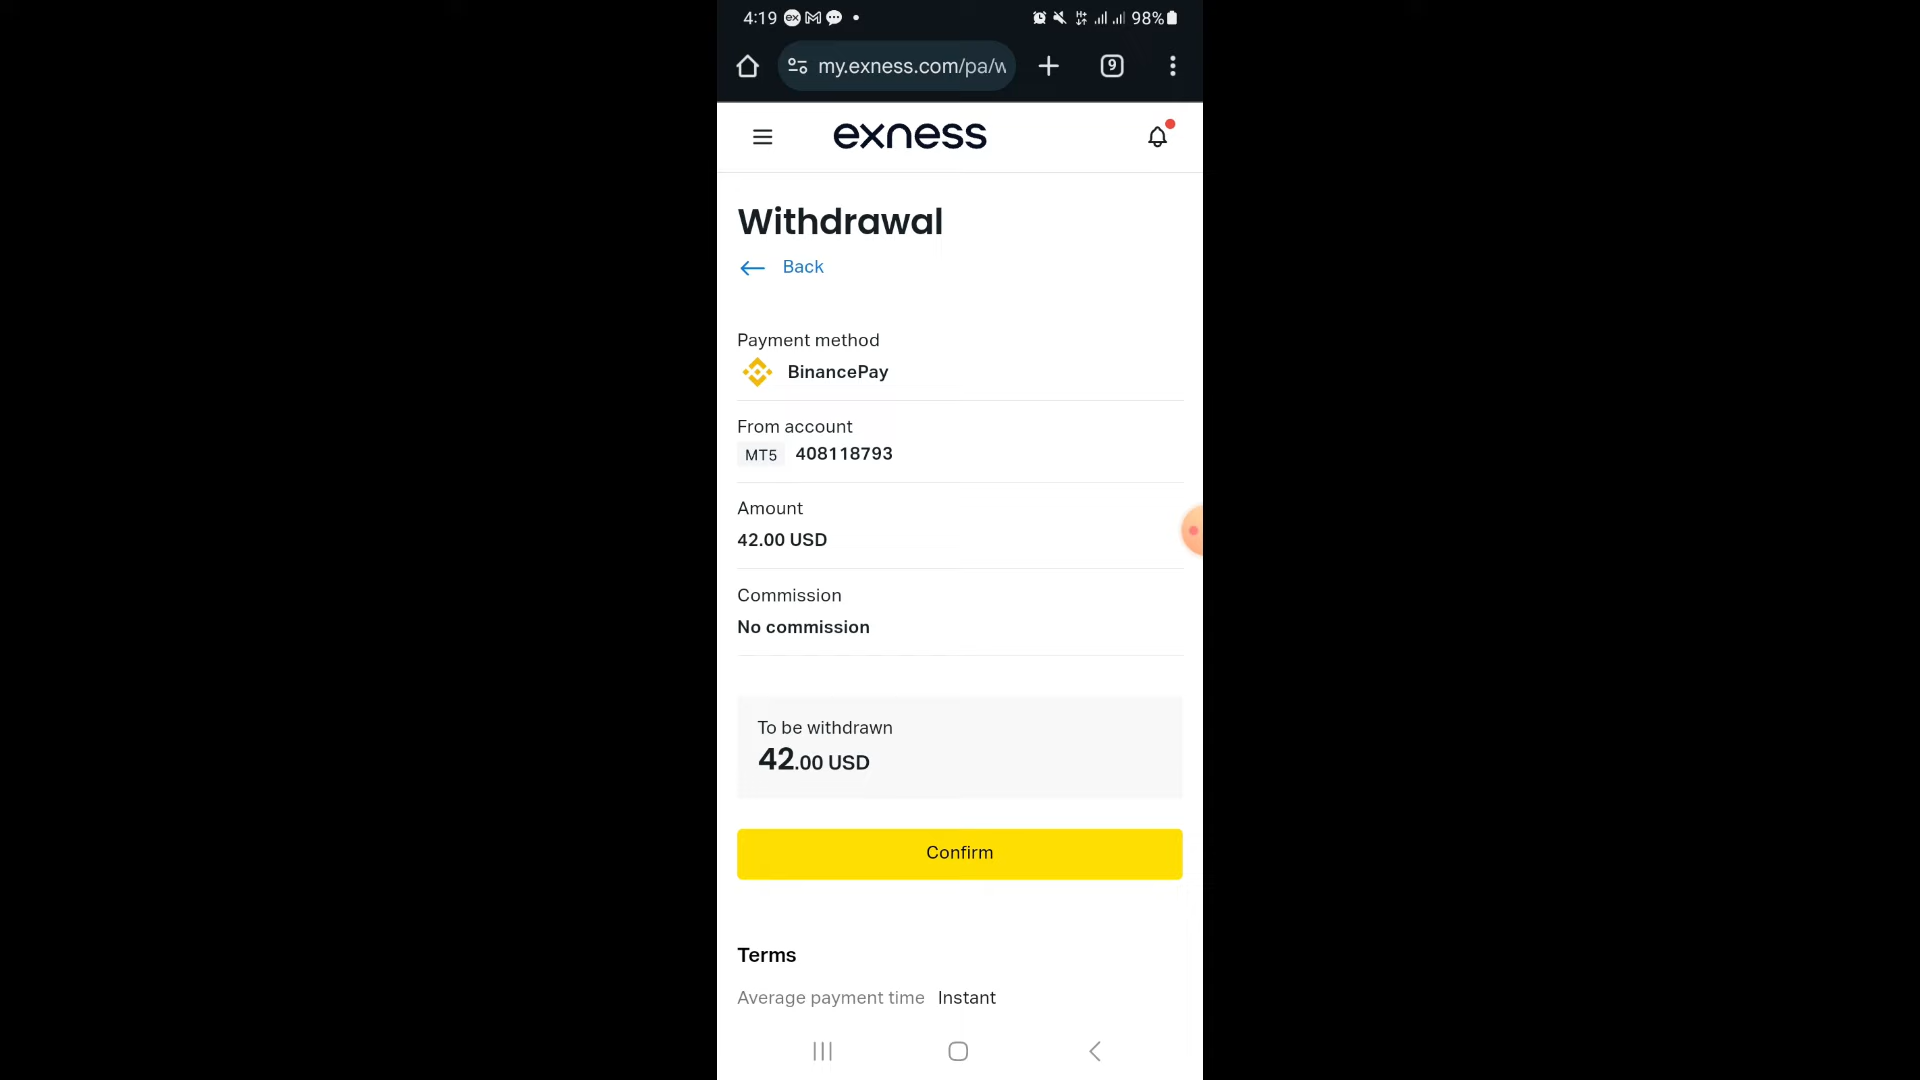 4:19 98%
my.exness.com/pa/w 9
exness
Withdrawal
Back
Payment method
BinancePay
From account
MT5 408118793
Amount
42.00 USD
Commission
No commission
To be withdrawn
42.00 USD
Confirm
Terms
Average payment time Instant